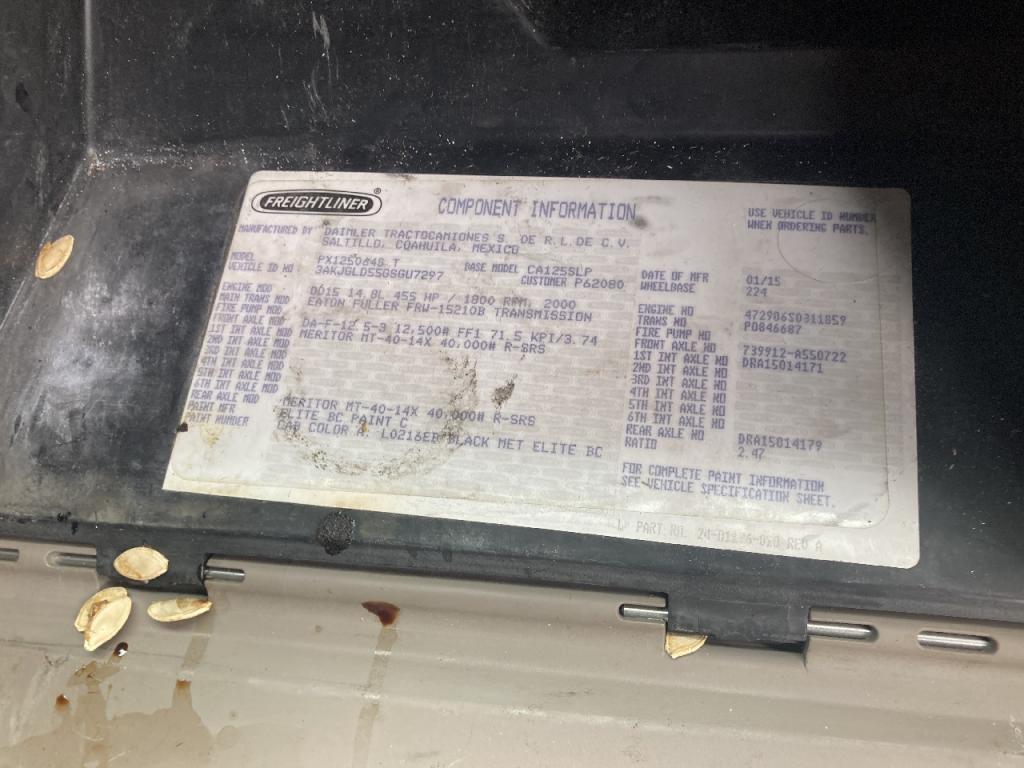 FREIGHTLINER®
COMPONENT INFORMATION
USE VEHICLE ID NUMBER
WHEN ORDERING PARTS.
MANUFACTURED BY DAIMLER TRACTOCAMIONES S. DE R.L.DE C.V.
SALTILLO, COAHUILA, MEXICO
MODEL PX125064S T BASE MODEL CA125SLP
VEHICLE ID NO 3AKJGLD55GSGU7297 CUSTOMER P62080
DATE OF MFR 01/15
WHEELBASE 224
ENGINE MOD DD15 14.8L 455 HP / 1800 RPM, 2000
MAIN TRANS MOD EATON FULLER FRW-15210B TRANSMISSION
FIRE PUMP MOD
FRONT AXLE MOD DA-F-12.5-3 12,500# FF1 71.5 KPI/3.74
1ST INT AXLE MOD MERITOR MT-40-14X 40,000# R-SRS
2ND INT AXLE MOD
3RD INT AXLE MOD
4TH INT AXLE MOD
5TH INT AXLE MOD
6TH INT AXLE MOD
REAR AXLE MOD MERITOR MT-40-14X 40,000# R-SRS
PAINT MFR ELITE BC PAINT C
PAINT NUMBER CAB COLOR A: L0216EB BLACK MET ELITE BC
ENGINE NO 472906S0311859
TRANS NO P0846687
FIRE PUMP NO
FRONT AXLE NO 739912-A550722
1ST INT AXLE NO DRA15014171
2ND INT AXLE NO
3RD INT AXLE NO
4TH INT AXLE NO
5TH INT AXLE NO
6TH INT AXLE NO
REAR AXLE NO DRA15014179
RATIO 2.47
FOR COMPLETE PAINT INFORMATION
SEE VEHICLE SPECIFICATION SHEET.
PART NO. REV A